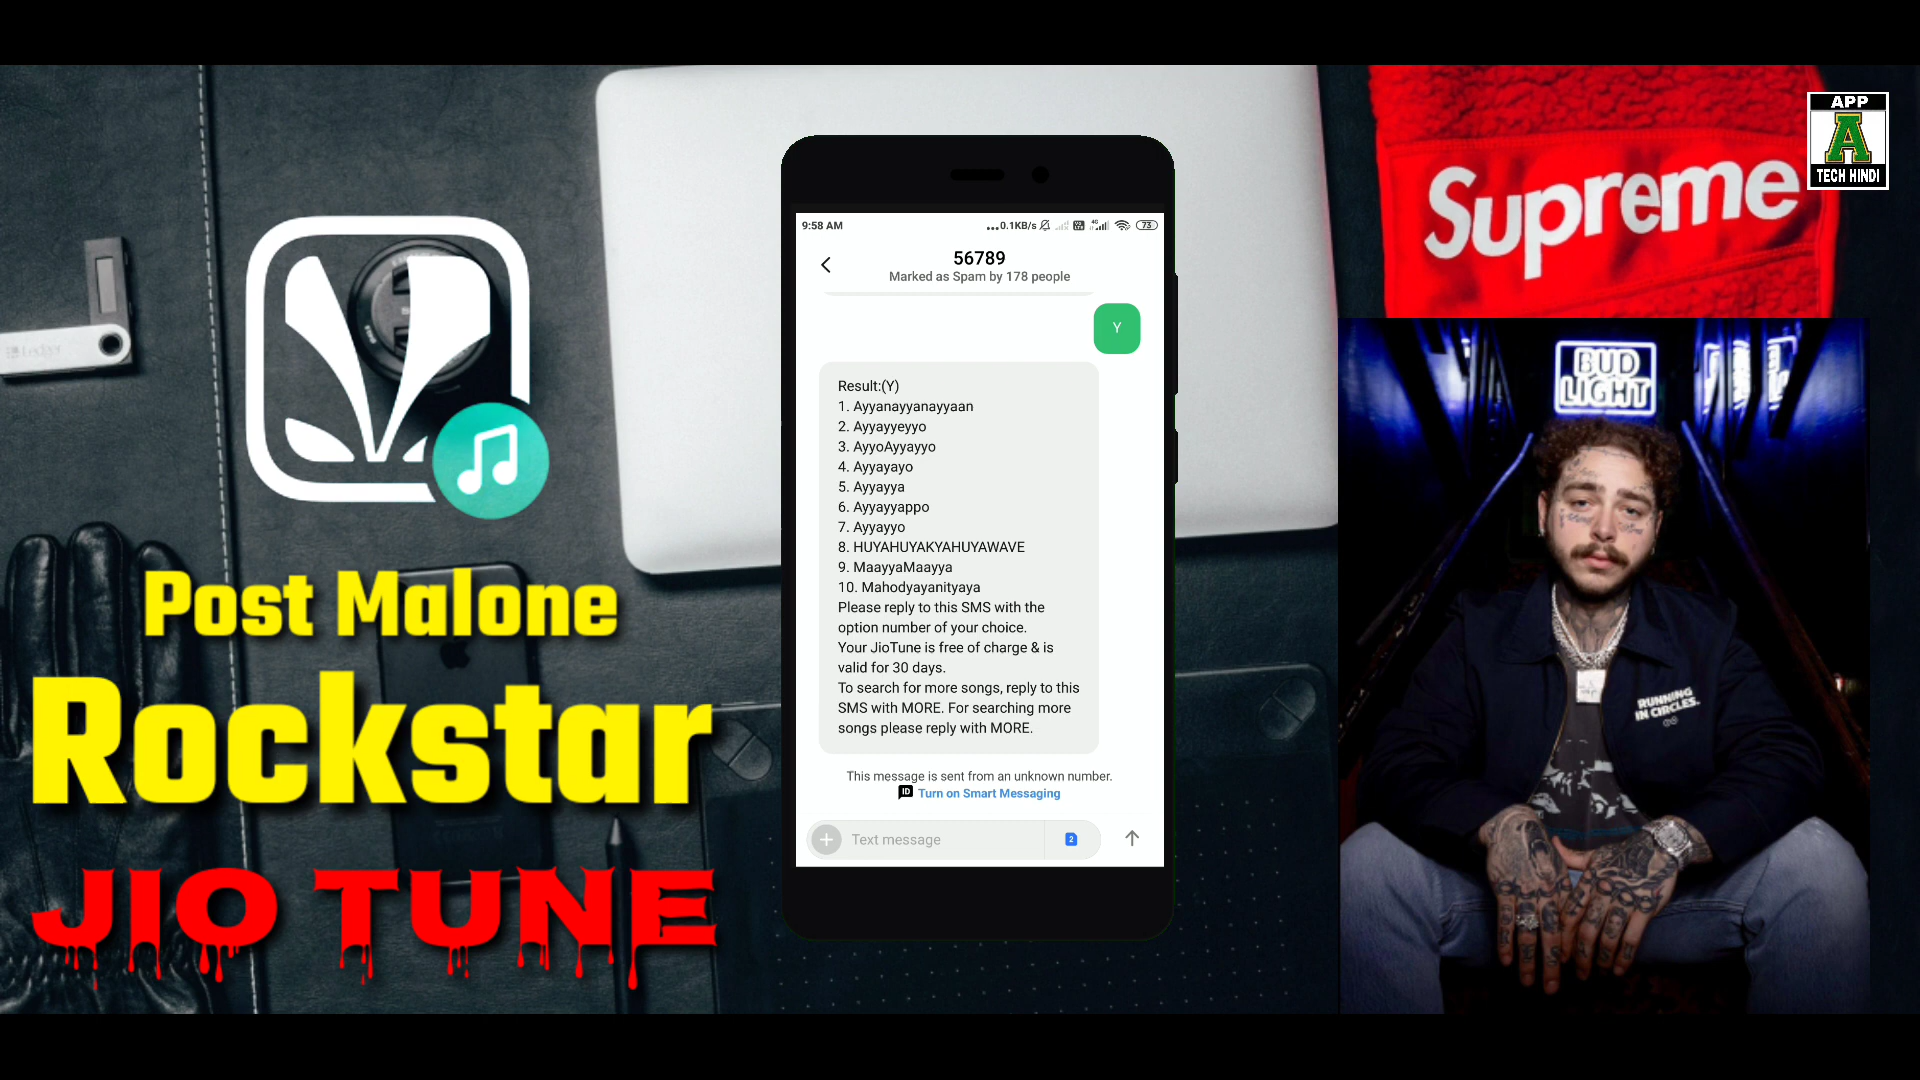 APP
A
TECH HINDI
Supreme
BUD
LIGHT
RUNNING
IN CIRCLES.
Post Malone
Rockstar
JIO TUNE
9:58 AM
...0.1KB/s
4G
73
56789
Marked as Spam by 178 people
Y
Result:(Y)
1. Ayyanayyanayyaan
2. Ayyayyeyyo
3. AyyoAyyayyo
4. Ayyayayo
5. Ayyayya
6. Ayyayyappo
7. Ayyayyo
8. HUYAHUYAKYAHUYAWAVE
9. MaayyaMaayya
10. Mahodyayanityaya
Please reply to this SMS with the
option number of your choice.
Your JioTune is free of charge & is
valid for 30 days.
To search for more songs, reply to this
SMS with MORE. For searching more
songs please reply with MORE.
This message is sent from an unknown number.
ID Turn on Smart Messaging
Text message
2